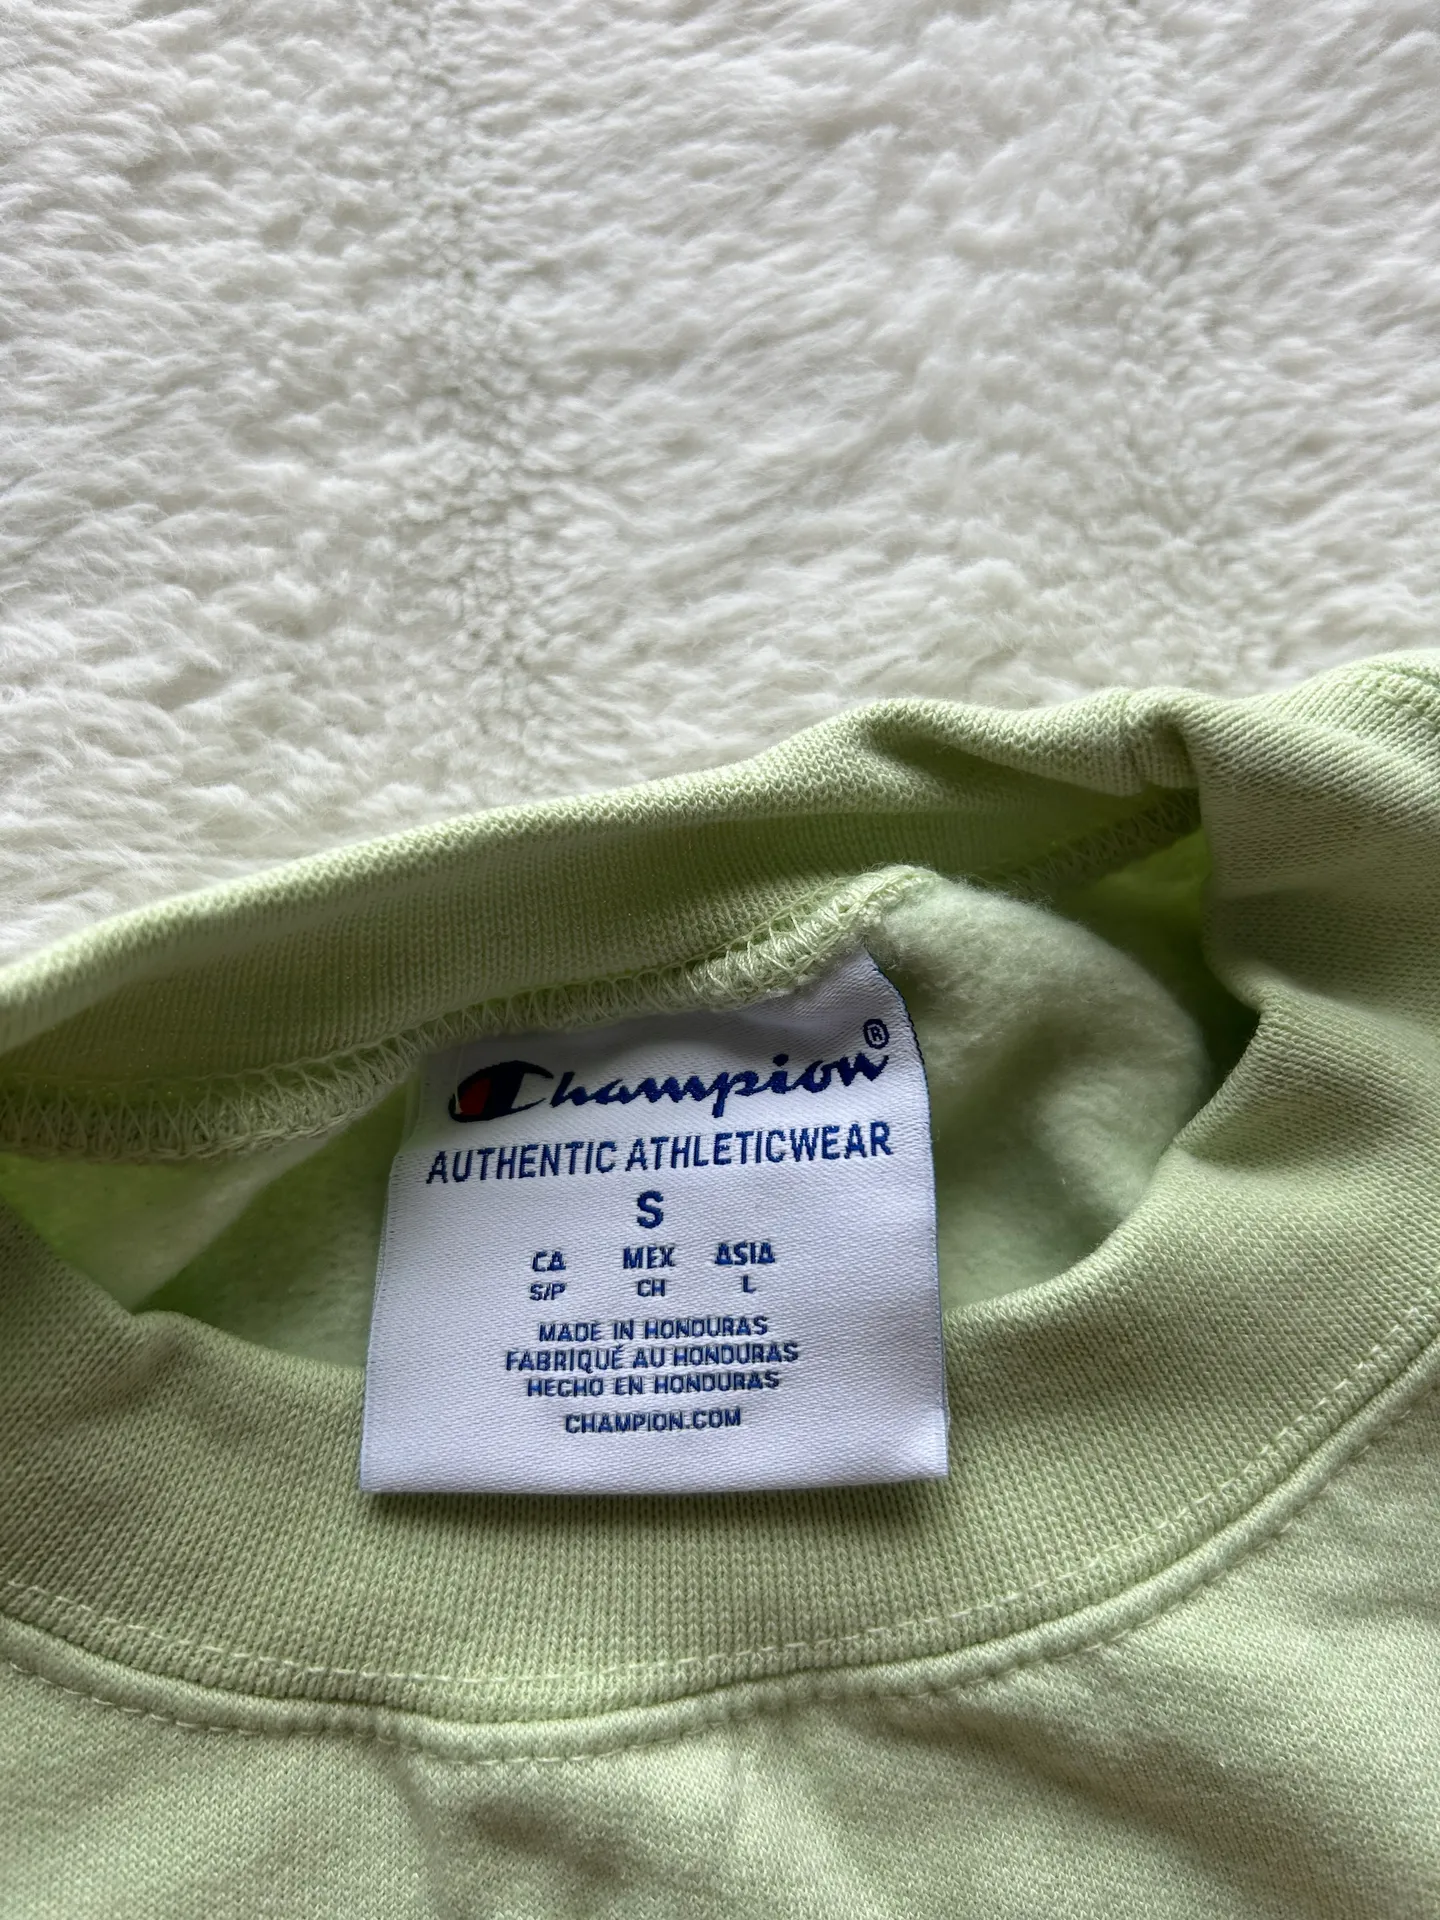 Champion®
AUTHENTIC ATHLETICWEAR
S
CA MEX ASIA
S/P CH L
MADE IN HONDURAS
FABRIQUÉ AU HONDURAS
HECHO EN HONDURAS
CHAMPION.COM